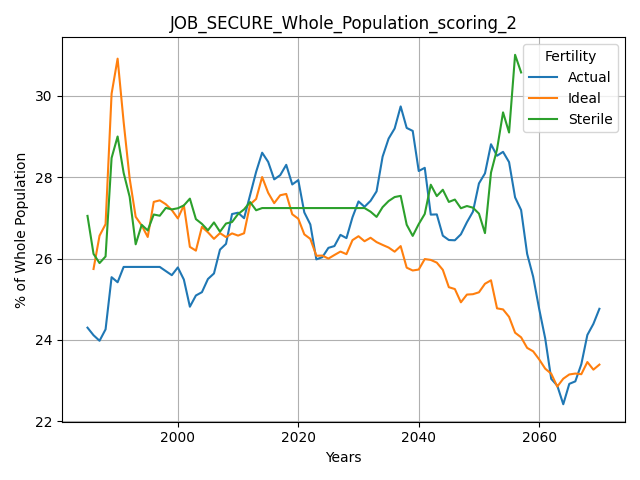 JOB_SECURE_Whole_Population_scoring_2
% of Whole Population
30
28
26
24
22
2000 2020 2040 2060
Years
Fertility
Actual
Ideal
Sterile